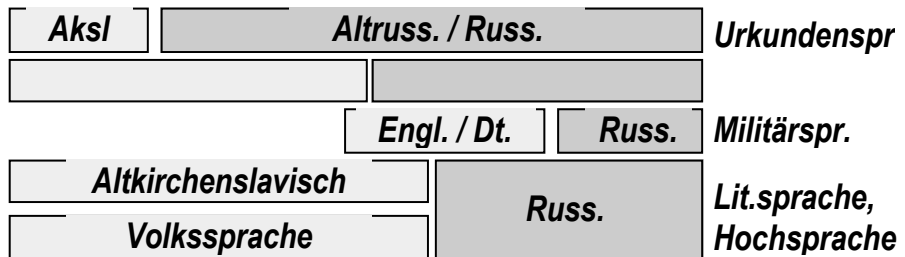 Aksl Altruss. / Russ. Urkundenspr
Engl. / Dt. Russ. Militärspr.
Altkirchenslavisch
Russ. Lit.sprache,
Volkssprache Hochsprache